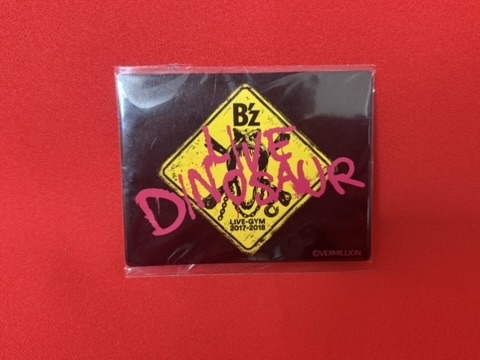 B'z
LIVE
DINOSAUR
LIVE-GYM
2017-2018
©VERMILLION